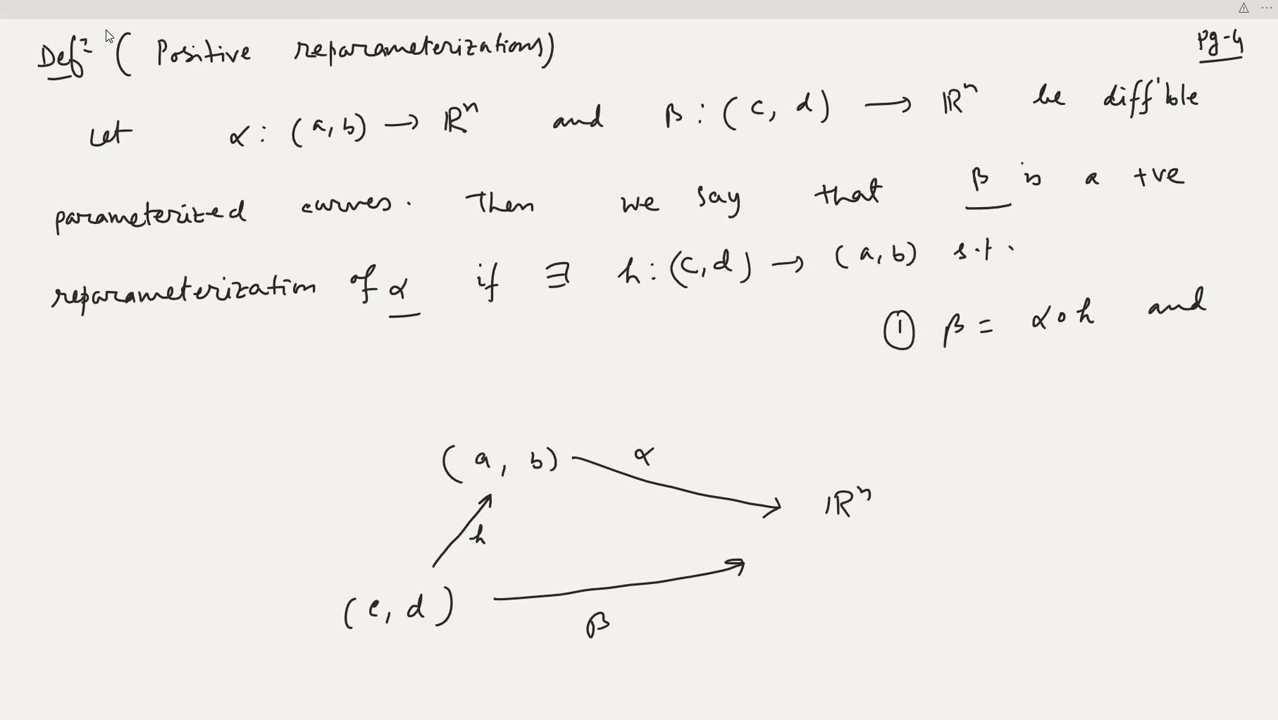 Defⁿ ( Positive reparameterizations)
Pg-4
Let α : (a, b) → ℝⁿ and β : (c, d) → ℝⁿ be diff'ble
parameterized curves. Then we say that β is a +ve
reparameterization of α if ∃ h : (c, d) → (a, b) s.t.
① β = α∘h and
(a, b) α
ℝⁿ
h
(c, d)
β